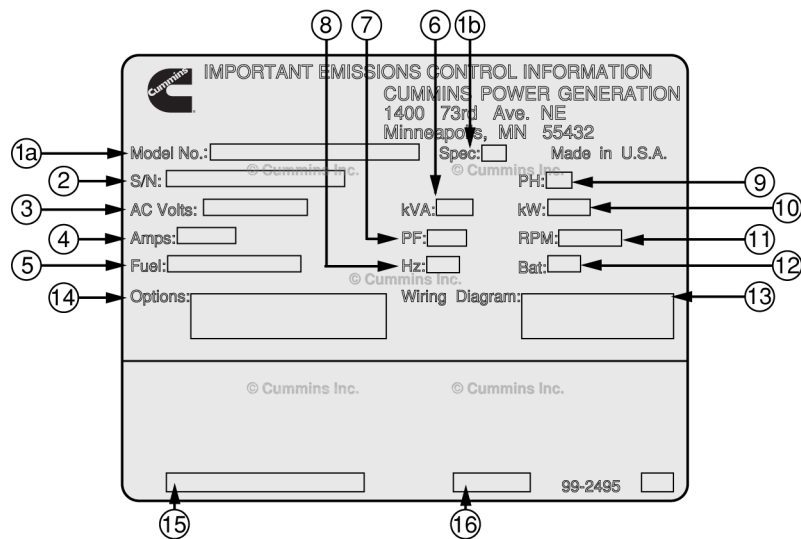 8 7 6 1b
Cummins
IMPORTANT EMISSIONS CONTROL INFORMATION
CUMMINS POWER GENERATION
1400 73rd Ave. NE
Minneapolis, MN 55432
1a Model No.: Spec: Made in U.S.A.
© Cummins Inc. © Cummins Inc.
2 S/N: PH: 9
3 AC Volts: kVA: kW: 10
4 Amps: PF: RPM: 11
5 Fuel: Hz: Bat: 12
© Cummins Inc.
14 Options: Wiring Diagram: 13
© Cummins Inc. © Cummins Inc.
99-2495
15 16